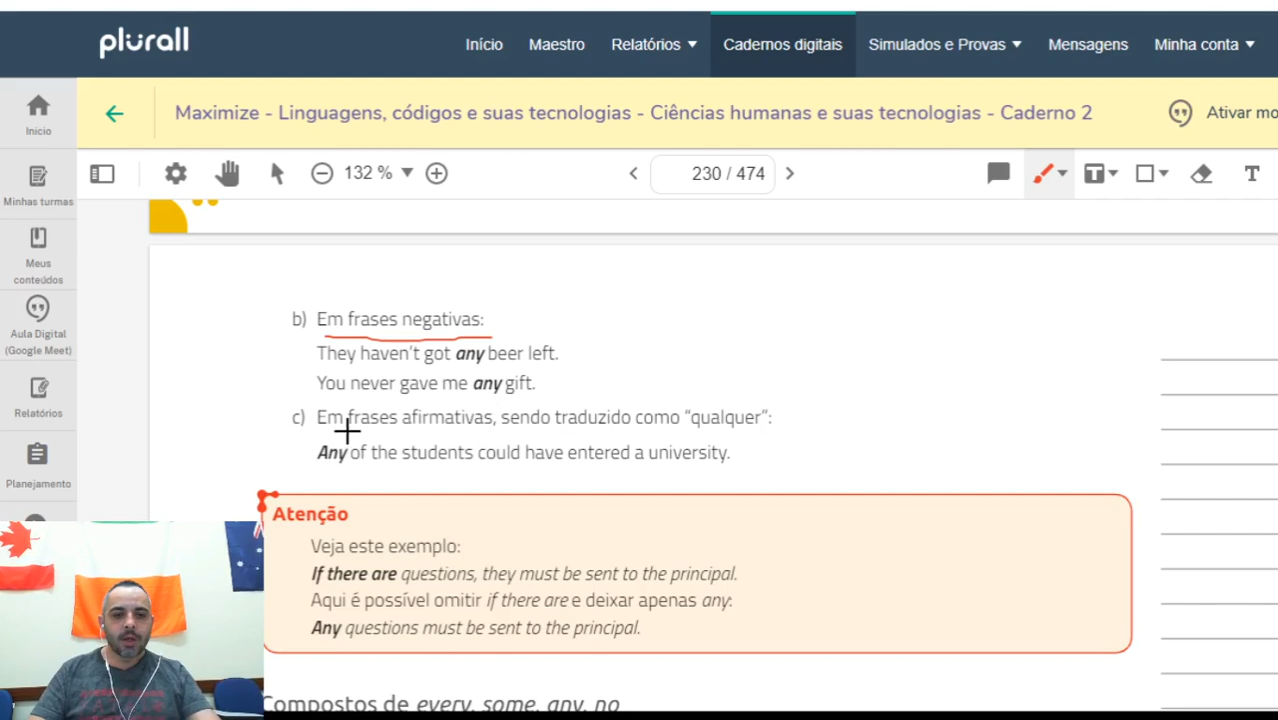 plurall
Início
Maestro
Relatórios
Cadernos digitais
Simulados e Provas
Mensagens
Minha conta
Início
Minhas turmas
Meus
conteúdos
Aula Digital
(Google Meet)
Relatórios
Planejamento
Maximize - Linguagens, códigos e suas tecnologias - Ciências humanas e suas tecnologias - Caderno 2
Ativar mo
132 %
230 / 474
T
T
b) Em frases negativas:
They haven't got any beer left.
You never gave me any gift.
c) Em frases afirmativas, sendo traduzido como “qualquer”:
Any of the students could have entered a university.
Atenção
Veja este exemplo:
If there are questions, they must be sent to the principal.
Aqui é possível omitir if there are e deixar apenas any:
Any questions must be sent to the principal.
Compostos de every, some, any, no